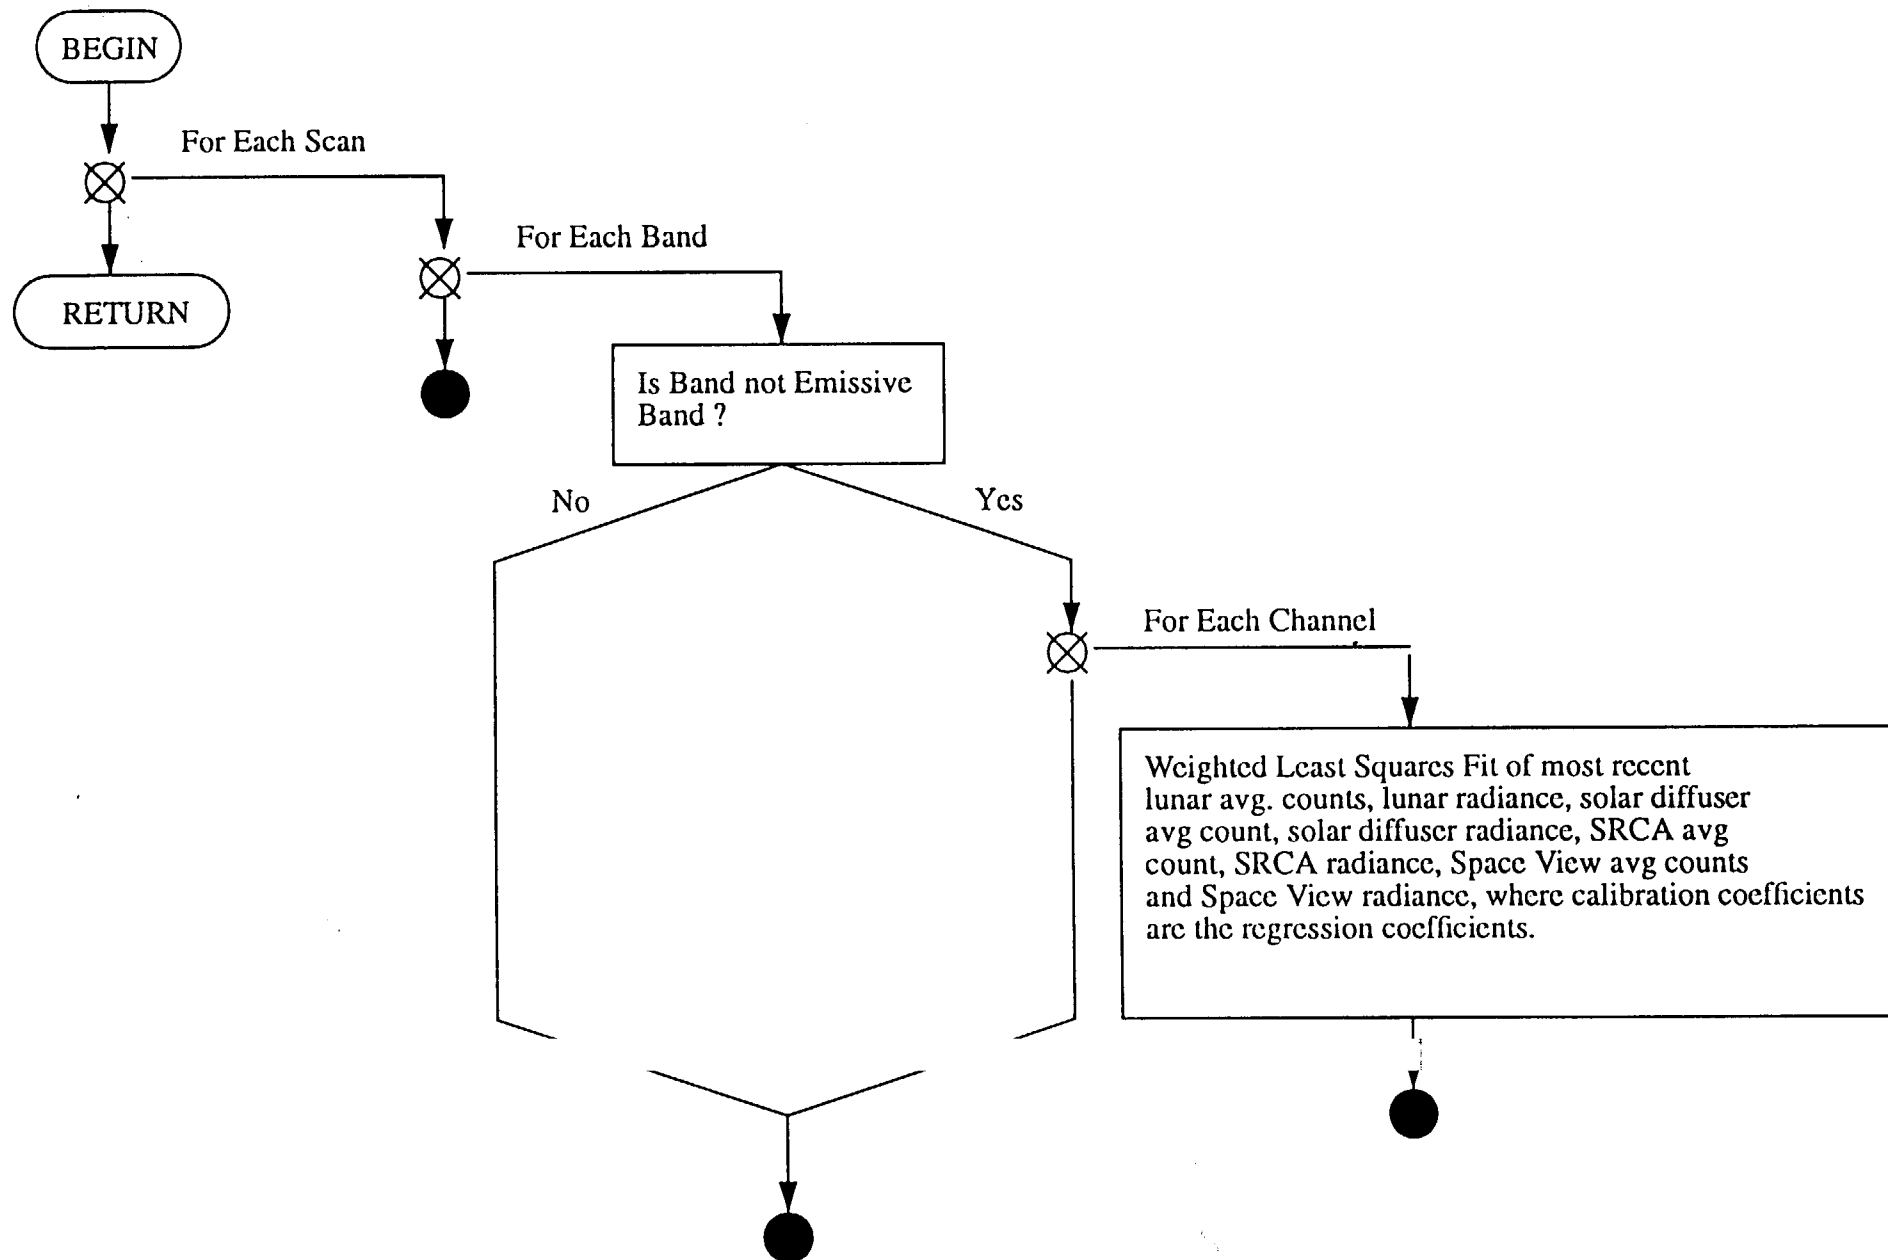 BEGIN
For Each Scan
For Each Band
RETURN
Is Band not Emissive
Band ?
No
Yes
For Each Channel
Weighted Least Squares Fit of most recent
lunar avg. counts, lunar radiance, solar diffuser
avg count, solar diffuser radiance, SRCA avg
count, SRCA radiance, Space View avg counts
and Space View radiance, where calibration coefficients
are the regression coefficients.